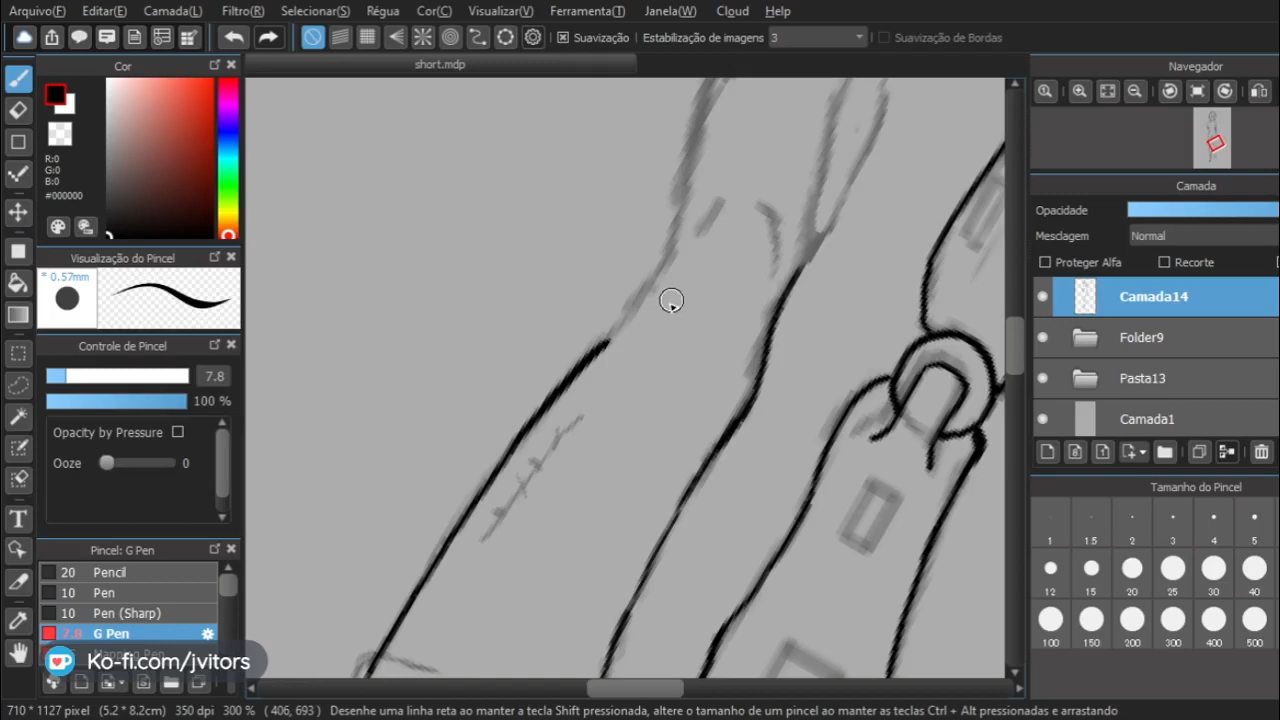 Arquivo(F) Editar(E) Camada(L) Filtro(R) Selecionar(S) Régua Cor(C) Visualizar(V) Ferramenta(T) Janela(W) Cloud Help
Suavização Estabilização de imagens 3 Suavização de Bordas
Cor
short.mdp
Navegador
R:0
G:0
B:0
#000000
Camada
Opacidade
Mesclagem Normal
Proteger Alfa Recorte
Visualização do Pincel
* 0.57mm
Camada14
Folder9
Pasta13
Camada1
Controle de Pincel
7.8
100 %
Opacity by Pressure
Ooze 0
Tamanho do Pincel
1 1.5 2 3 4 5
12 15 20 25 30 40
100 150 200 300 400 500
Pincel: G Pen
20 Pencil
10 Pen
10 Pen (Sharp)
7.8 G Pen
Mapping Pen
Ko-fi.com/jvitors
710 * 1127 pixel (5.2 * 8.2cm) 350 dpi 300 % ( 406, 693 ) Desenhe uma linha reta ao manter a tecla Shift pressionada, altere o tamanho de um pincel ao manter as teclas Ctrl + Alt pressionadas e arrastando